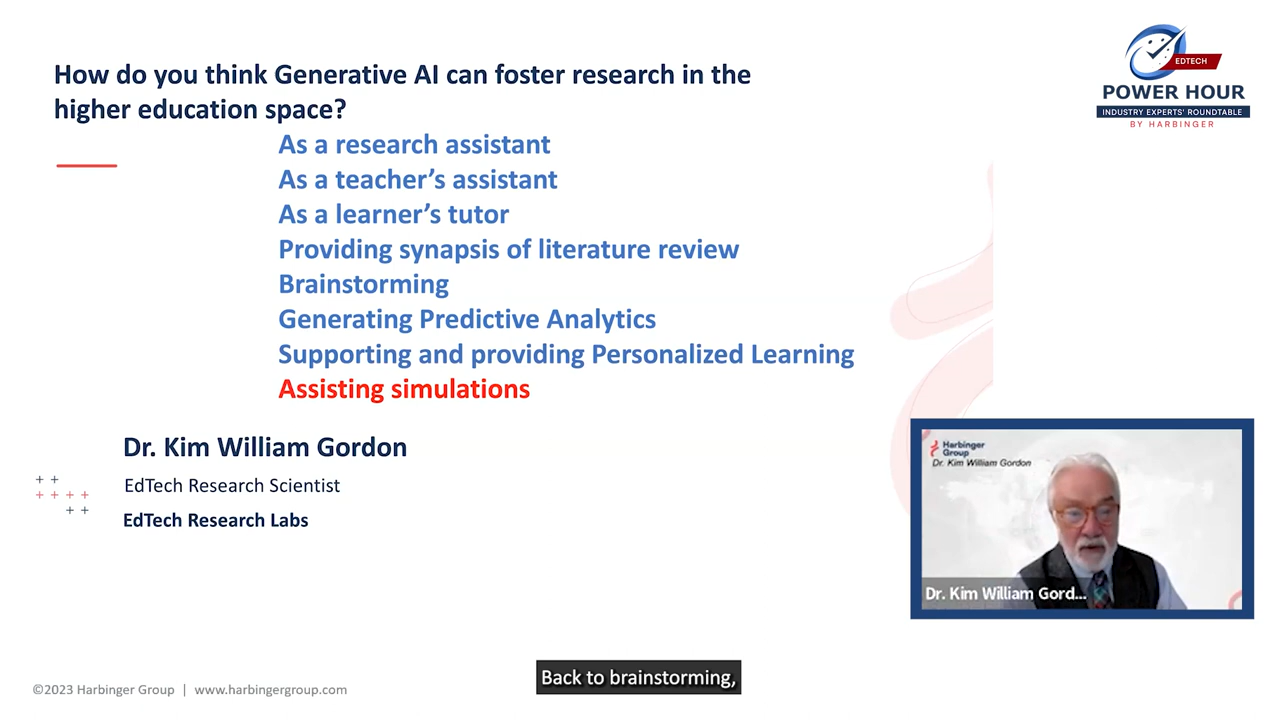 How do you think Generative AI can foster research in the
higher education space?
As a research assistant
As a teacher’s assistant
As a learner’s tutor
Providing synapsis of literature review
Brainstorming
Generating Predictive Analytics
Supporting and providing Personalized Learning
Assisting simulations
Dr. Kim William Gordon
EdTech Research Scientist
EdTech Research Labs
EDTECH
POWER HOUR
INDUSTRY EXPERTS' ROUNDTABLE
BY HARBINGER
Harbinger
Group
Dr. Kim William Gordon
Dr. Kim William Gord...
Back to brainstorming,
©2023 Harbinger Group | www.harbingergroup.com